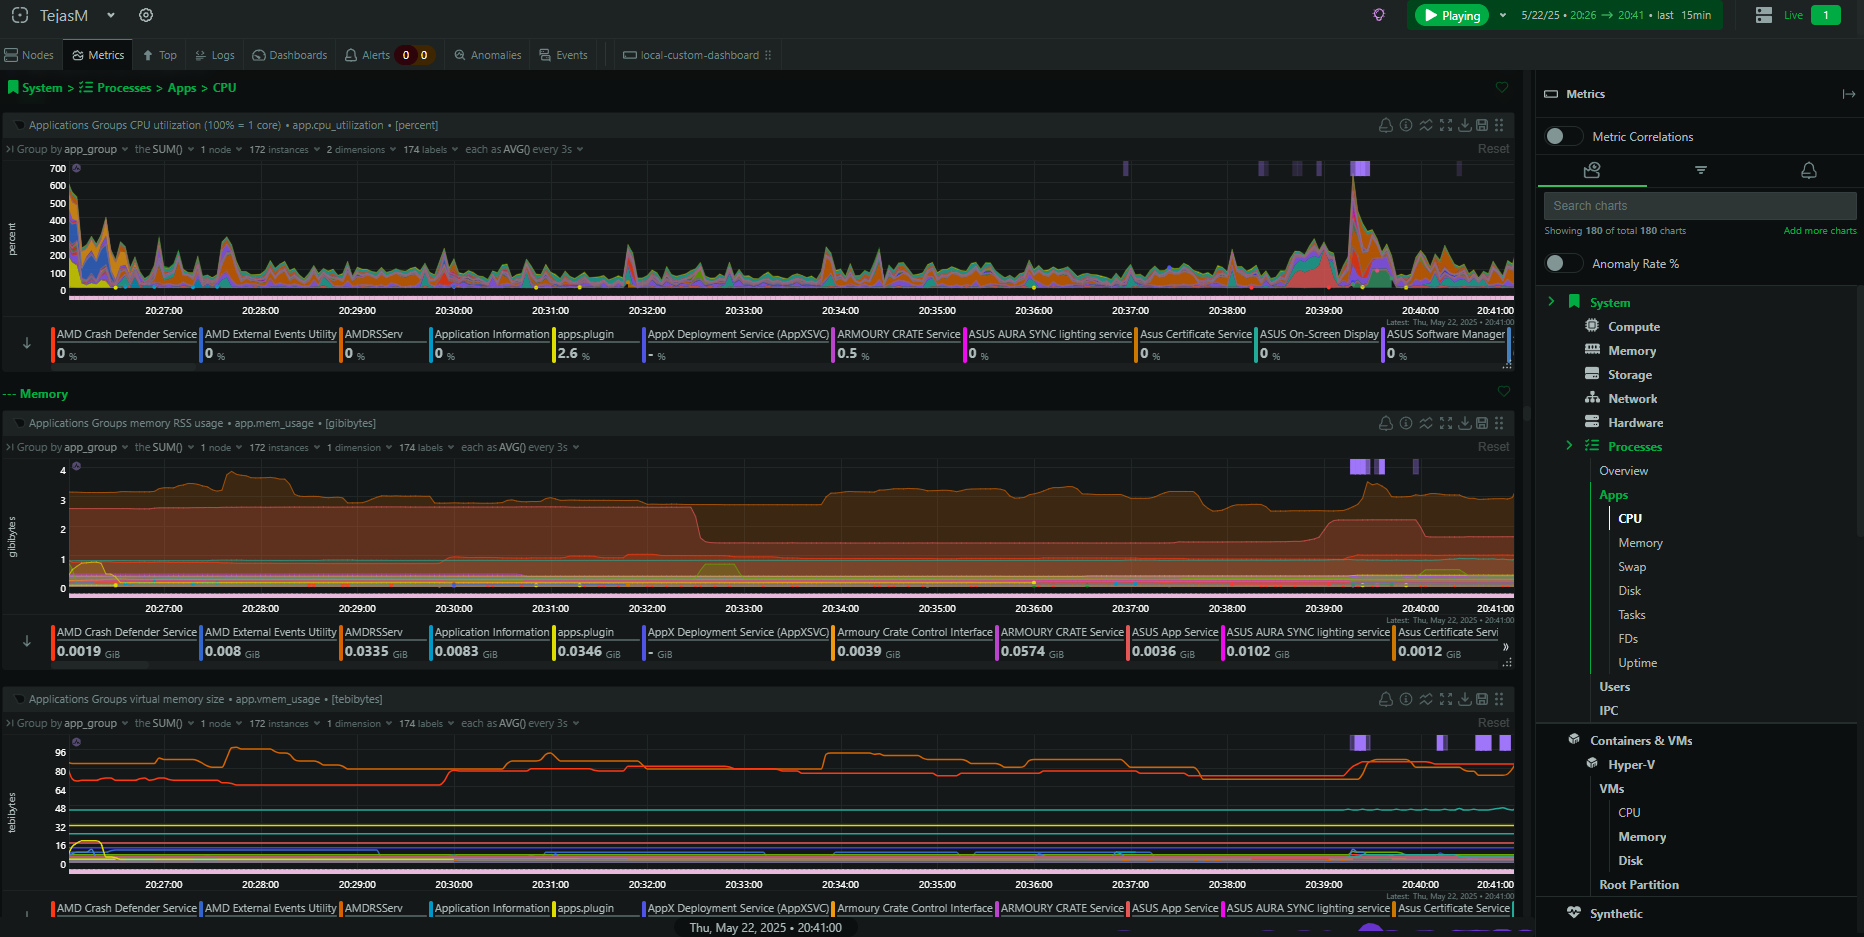 TejasM
Playing 5/22/25 • 20:26 → 20:41 • last 15min Live 1
Nodes Metrics Top Logs Dashboards Alerts 0 0 Anomalies Events local-custom-dashboard
System > Processes > Apps > CPU
Applications Groups CPU utilization (100% = 1 core) • app.cpu_utilization • [percent]
Group by app_group the SUM() 1 node 172 instances 2 dimensions 174 labels each as AVG() every 3s Reset
700
600
500
400
300
200
100
0
percent
20:27:00 20:28:00 20:29:00 20:30:00 20:31:00 20:32:00 20:33:00 20:34:00 20:35:00 20:36:00 20:37:00 20:38:00 20:39:00 20:40:00 20:41:00
Latest: Thu, May 22, 2025 • 20:41:00
AMD Crash Defender Service AMD External Events Utility AMDRSServ Application Information apps.plugin AppX Deployment Service (AppXSVC) ARMOURY CRATE Service ASUS AURA SYNC lighting service Asus Certificate Service ASUS On-Screen Display ASUS Software Manager
0 % 0 % 0 % 0 % 2.6 % - % 0.5 % 0 % 0 % 0 % 0 %
--- Memory
Applications Groups memory RSS usage • app.mem_usage • [gibibytes]
Group by app_group the SUM() 1 node 172 instances 1 dimension 174 labels each as AVG() every 3s Reset
4
3
2
1
0
gibibytes
20:27:00 20:28:00 20:29:00 20:30:00 20:31:00 20:32:00 20:33:00 20:34:00 20:35:00 20:36:00 20:37:00 20:38:00 20:39:00 20:40:00 20:41:00
Latest: Thu, May 22, 2025 • 20:41:00
AMD Crash Defender Service AMD External Events Utility AMDRSServ Application Information apps.plugin AppX Deployment Service (AppXSVC) Armoury Crate Control Interface ARMOURY CRATE Service ASUS App Service ASUS AURA SYNC lighting service Asus Certificate Servi
0.0019 GiB 0.008 GiB 0.0335 GiB 0.0083 GiB 0.0346 GiB - GiB 0.0039 GiB 0.0574 GiB 0.0036 GiB 0.0102 GiB 0.0012 GiB »
Applications Groups virtual memory size • app.vmem_usage • [tebibytes]
Group by app_group the SUM() 1 node 172 instances 1 dimension 174 labels each as AVG() every 3s Reset
96
80
64
48
32
16
0
tebibytes
20:27:00 20:28:00 20:29:00 20:30:00 20:31:00 20:32:00 20:33:00 20:34:00 20:35:00 20:36:00 20:37:00 20:38:00 20:39:00 20:40:00 20:41:00
Latest: Thu, May 22, 2025 • 20:41:00
AMD Crash Defender Service AMD External Events Utility AMDRSServ Application Information apps.plugin AppX Deployment Service (AppXSVC) Armoury Crate Control Interface ARMOURY CRATE Service ASUS App Service ASUS AURA SYNC lighting service Asus Certificate Service
Thu, May 22, 2025 • 20:41:00
Metrics
Metric Correlations
Search charts
Showing 180 of total 180 charts Add more charts
Anomaly Rate %
System
Compute
Memory
Storage
Network
Hardware
Processes
Overview
Apps
CPU
Memory
Swap
Disk
Tasks
FDs
Uptime
Users
IPC
Containers & VMs
Hyper-V
VMs
CPU
Memory
Disk
Root Partition
Synthetic